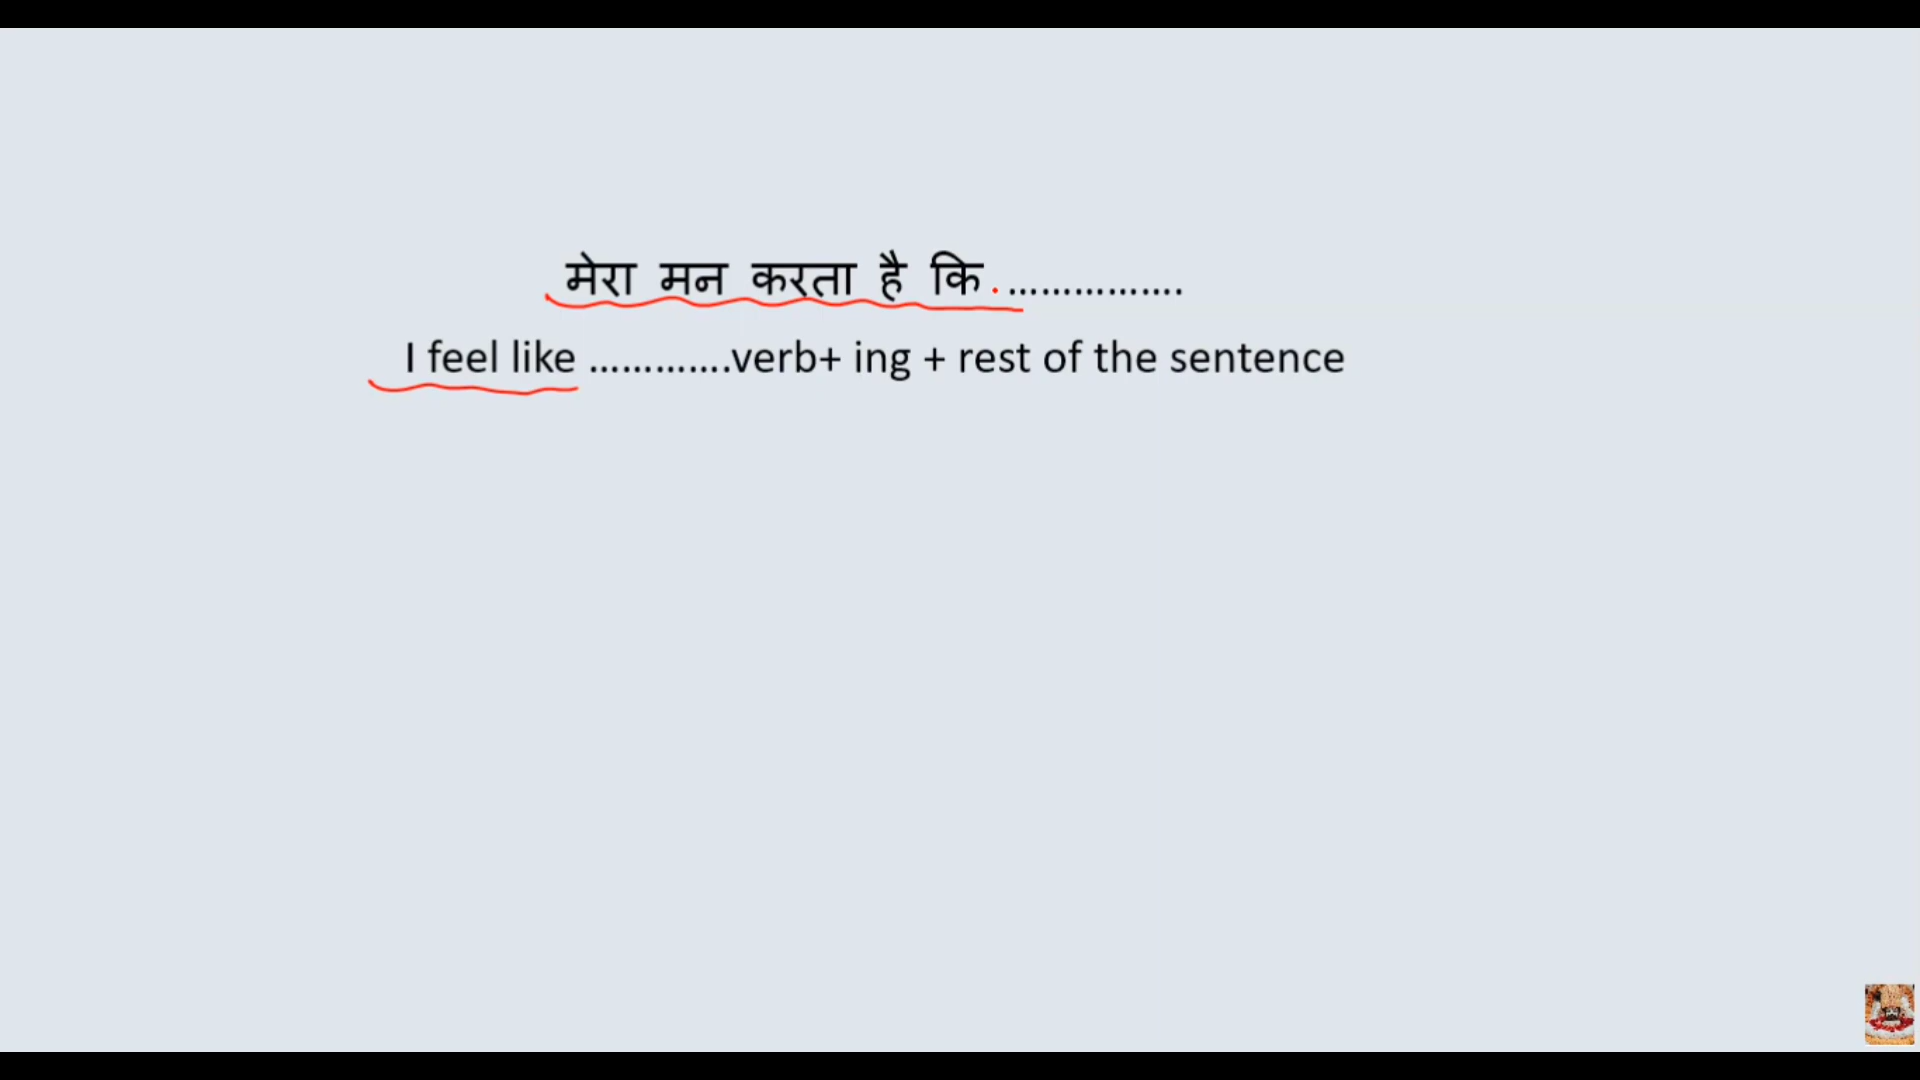 मेरा मन करता है कि ................
I feel like .............verb+ ing + rest of the sentence